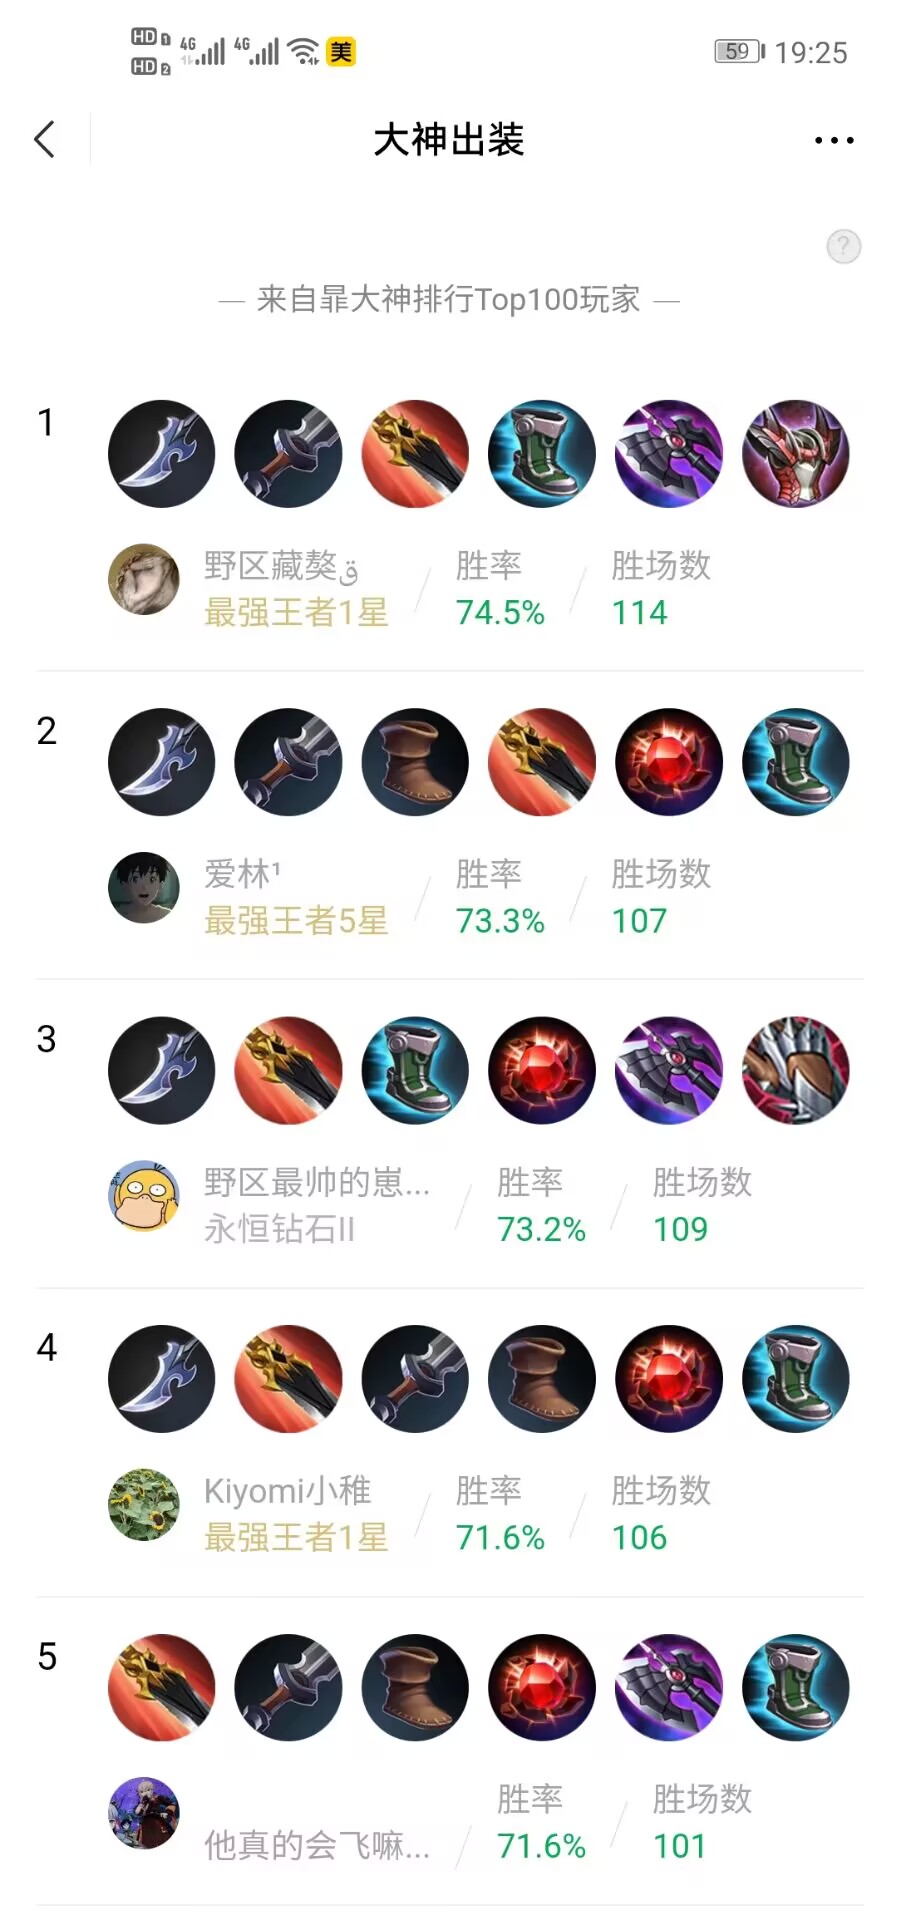 HD 1 4G 4G 美 59 19:25
HD 2
大神出装
?
— 来自暃大神排行Top100玩家 —
1
野区藏獒ق 胜率 胜场数
最强王者1星 74.5% 114
2
爱林¹ 胜率 胜场数
最强王者5星 73.3% 107
3
野区最帅的崽... 胜率 胜场数
永恒钻石II 73.2% 109
4
Kiyomi小稚 胜率 胜场数
最强王者1星 71.6% 106
5
胜率 胜场数
他真的会飞嘛... 71.6% 101